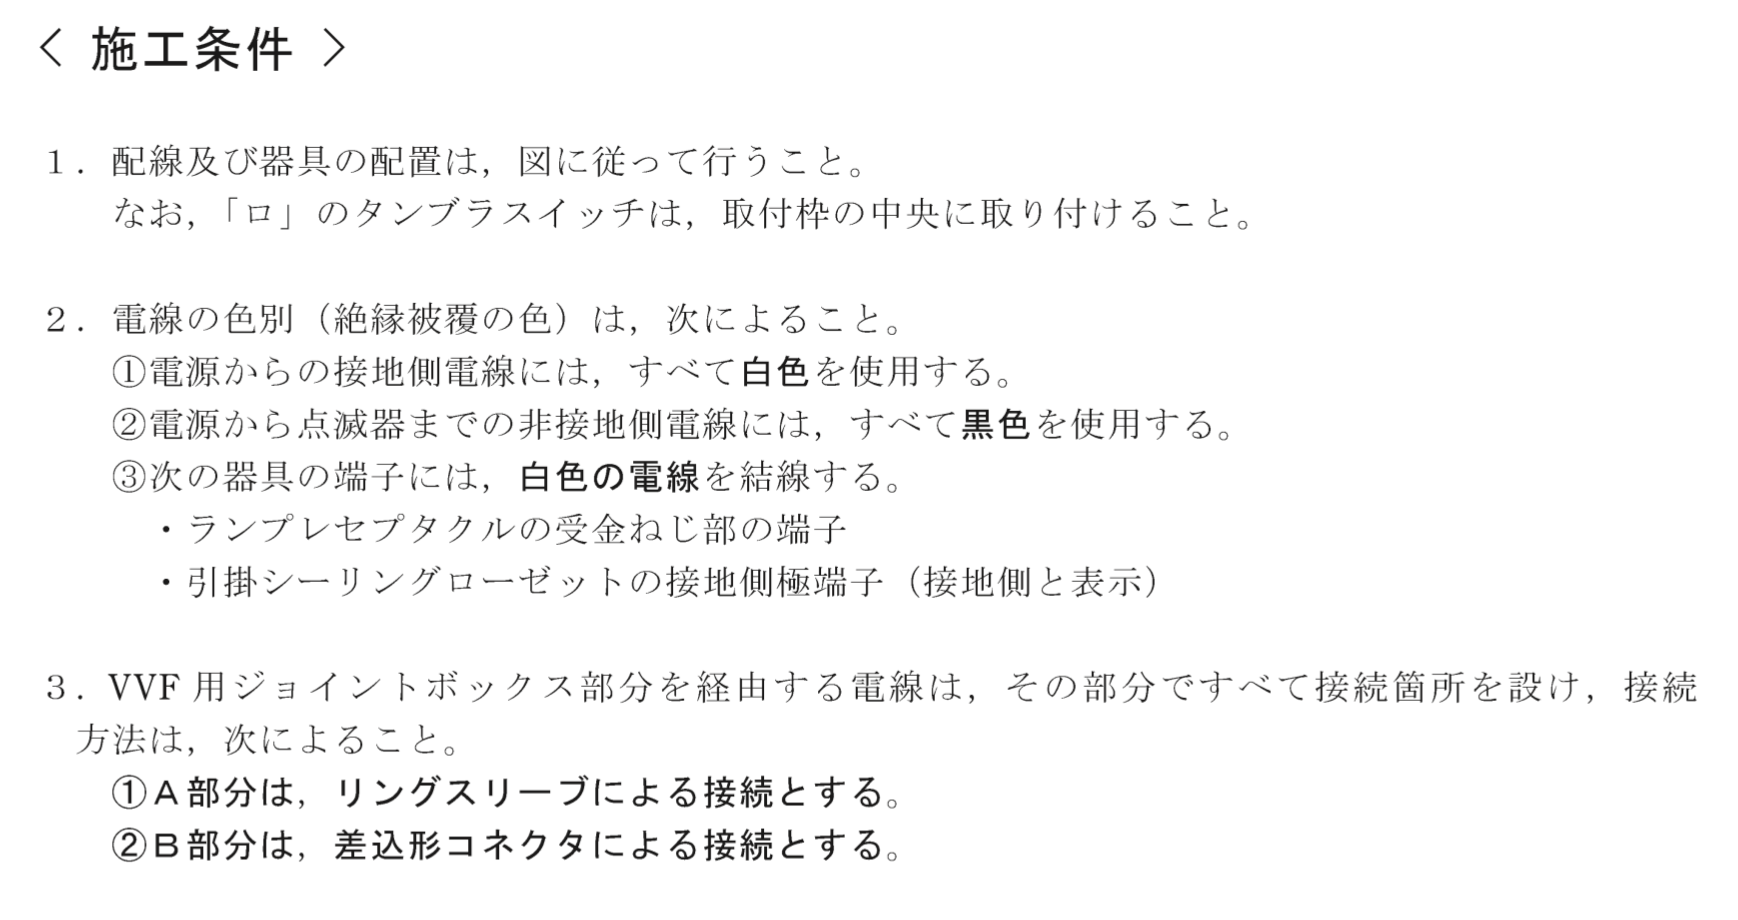 〈 施工条件 〉
１．配線及び器具の配置は，図に従って行うこと。
なお，「ロ」のタンブラスイッチは，取付枠の中央に取り付けること。
２．電線の色別（絶縁被覆の色）は，次によること。
①電源からの接地側電線には，すべて白色を使用する。
②電源から点滅器までの非接地側電線には，すべて黒色を使用する。
③次の器具の端子には，白色の電線を結線する。
・ランプレセプタクルの受金ねじ部の端子
・引掛シーリングローゼットの接地側極端子（接地側と表示）
３．VVF 用ジョイントボックス部分を経由する電線は，その部分ですべて接続箇所を設け，接続
方法は，次によること。
①Ａ部分は，リングスリーブによる接続とする。
②Ｂ部分は，差込形コネクタによる接続とする。